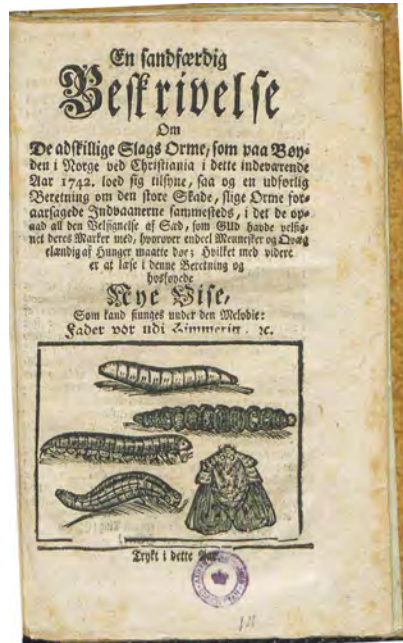 En sandfærdig
Beskrivelse
Om
De adskillige Slags Orme, som paa Bøy-
den i Norge ved Christiania i dette indeværende
Aar 1742. loed sig tilsyne, saa og en udførlig
Beretning om den store Skade, slige Orme for-
aarsagede Indvaanerne sammesteds, i det de op-
aad all den Velsignelse af Sæd, som GUd havde velsig-
net deres Marker med, hvorover endeel Mennesker og Qvæg
elændig af Hunger maatte døe; Hvilket med videre
er at læse i denne Beretning og
hosføyede
Nye Vise,
Som kand siunges under den Melodie:
Fader vor udi Himmerig, ꝛc.
Trykt i dette Aar.